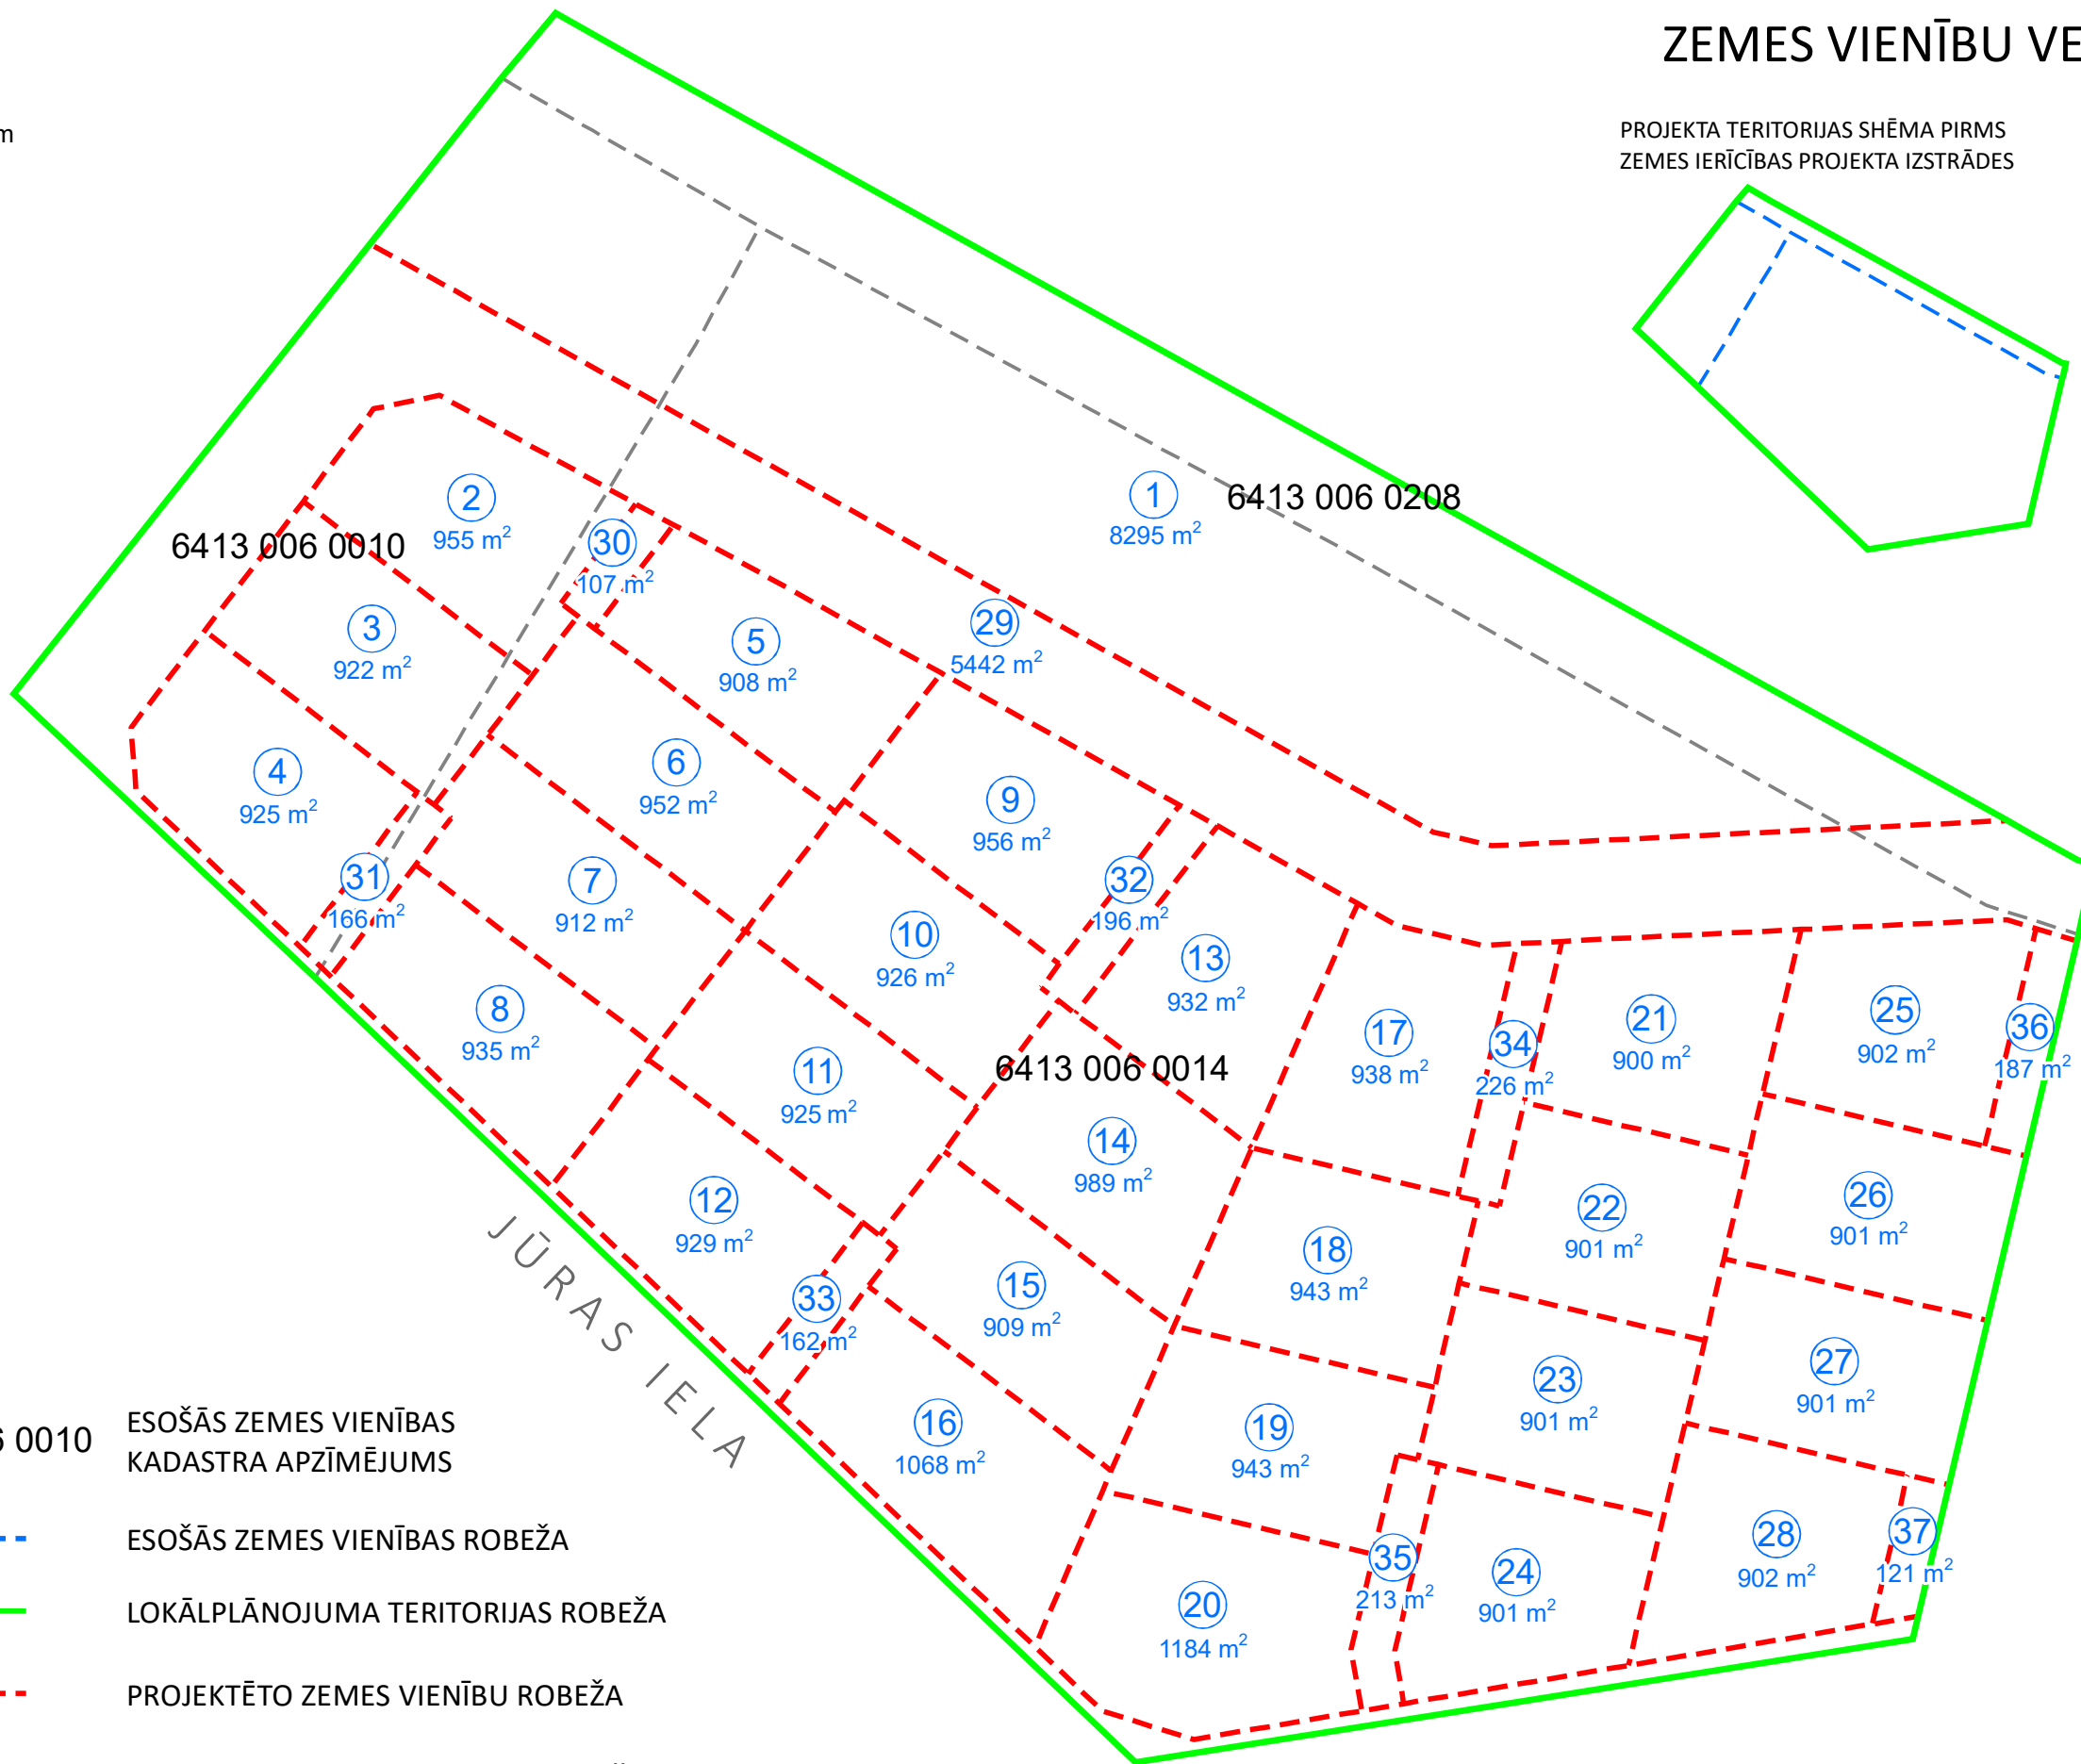 ZEMES VIENĪBU VE
m
PROJEKTA TERITORIJAS SHĒMA PIRMS
ZEMES IERĪCĪBAS PROJEKTA IZSTRĀDES
1
8295 m²
6413 006 0208
2
955 m²
6413 006 0010
30
107 m²
3
922 m²
29
5442 m²
5
908 m²
6
952 m²
4
925 m²
9
956 m²
7
912 m²
31
166 m²
32
196 m²
10
926 m²
13
932 m²
8
935 m²
17
938 m²
34
226 m²
21
900 m²
25
902 m²
36
187 m²
6413 006 0014
11
925 m²
14
989 m²
12
929 m²
22
901 m²
26
901 m²
18
943 m²
15
909 m²
33
162 m²
JŪRAS IELA
27
901 m²
23
901 m²
16
1068 m²
19
943 m²
6 0010
ESOŠĀS ZEMES VIENĪBAS
KADASTRA APZĪMĒJUMS
28
902 m²
37
121 m²
35
213 m²
24
901 m²
20
1184 m²
ESOŠĀS ZEMES VIENĪBAS ROBEŽA
LOKĀLPLĀNOJUMA TERITORIJAS ROBEŽA
PROJEKTĒTO ZEMES VIENĪBU ROBEŽA